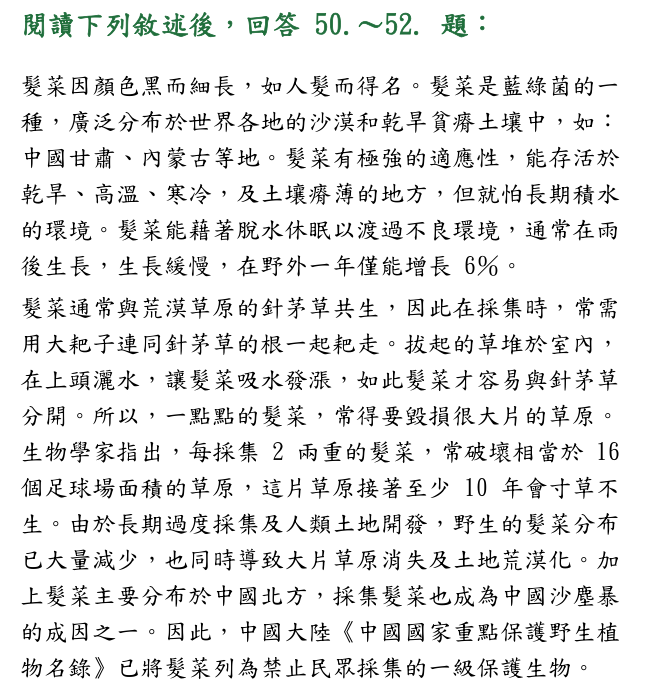 閱讀下列敘述後，回答 50.～52. 題：
髮菜因顏色黑而細長，如人髮而得名。髮菜是藍綠菌的一
種，廣泛分布於世界各地的沙漠和乾旱貧瘠土壤中，如：
中國甘肅、內蒙古等地。髮菜有極強的適應性，能存活於
乾旱、高溫、寒冷，及土壤瘠薄的地方，但就怕長期積水
的環境。髮菜能藉著脫水休眠以渡過不良環境，通常在雨
後生長，生長緩慢，在野外一年僅能增長 6%。
髮菜通常與荒漠草原的針茅草共生，因此在採集時，常需
用大耙子連同針茅草的根一起耙走。拔起的草堆於室內，
在上頭灑水，讓髮菜吸水發漲，如此髮菜才容易與針茅草
分開。所以，一點點的髮菜，常得要毀損很大片的草原。
生物學家指出，每採集 2 兩重的髮菜，常破壞相當於 16
個足球場面積的草原，這片草原接著至少 10 年會寸草不
生。由於長期過度採集及人類土地開發，野生的髮菜分布
已大量減少，也同時導致大片草原消失及土地荒漠化。加
上髮菜主要分布於中國北方，採集髮菜也成為中國沙塵暴
的成因之一。因此，中國大陸《中國國家重點保護野生植
物名錄》已將髮菜列為禁止民眾採集的一級保護生物。